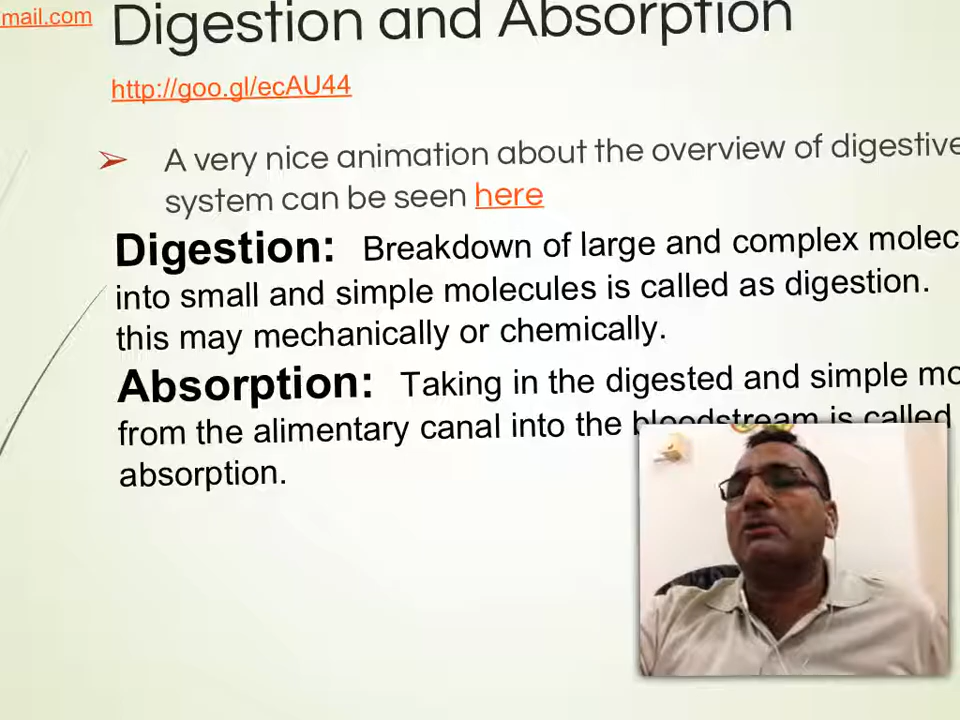 mail.com
Digestion and Absorption
http://goo.gl/ecAU44
➢ A very nice animation about the overview of digestive
system can be seen here
Digestion: Breakdown of large and complex molec
into small and simple molecules is called as digestion.
this may mechanically or chemically.
Absorption: Taking in the digested and simple mo
from the alimentary canal into the bloodstream is called
absorption.